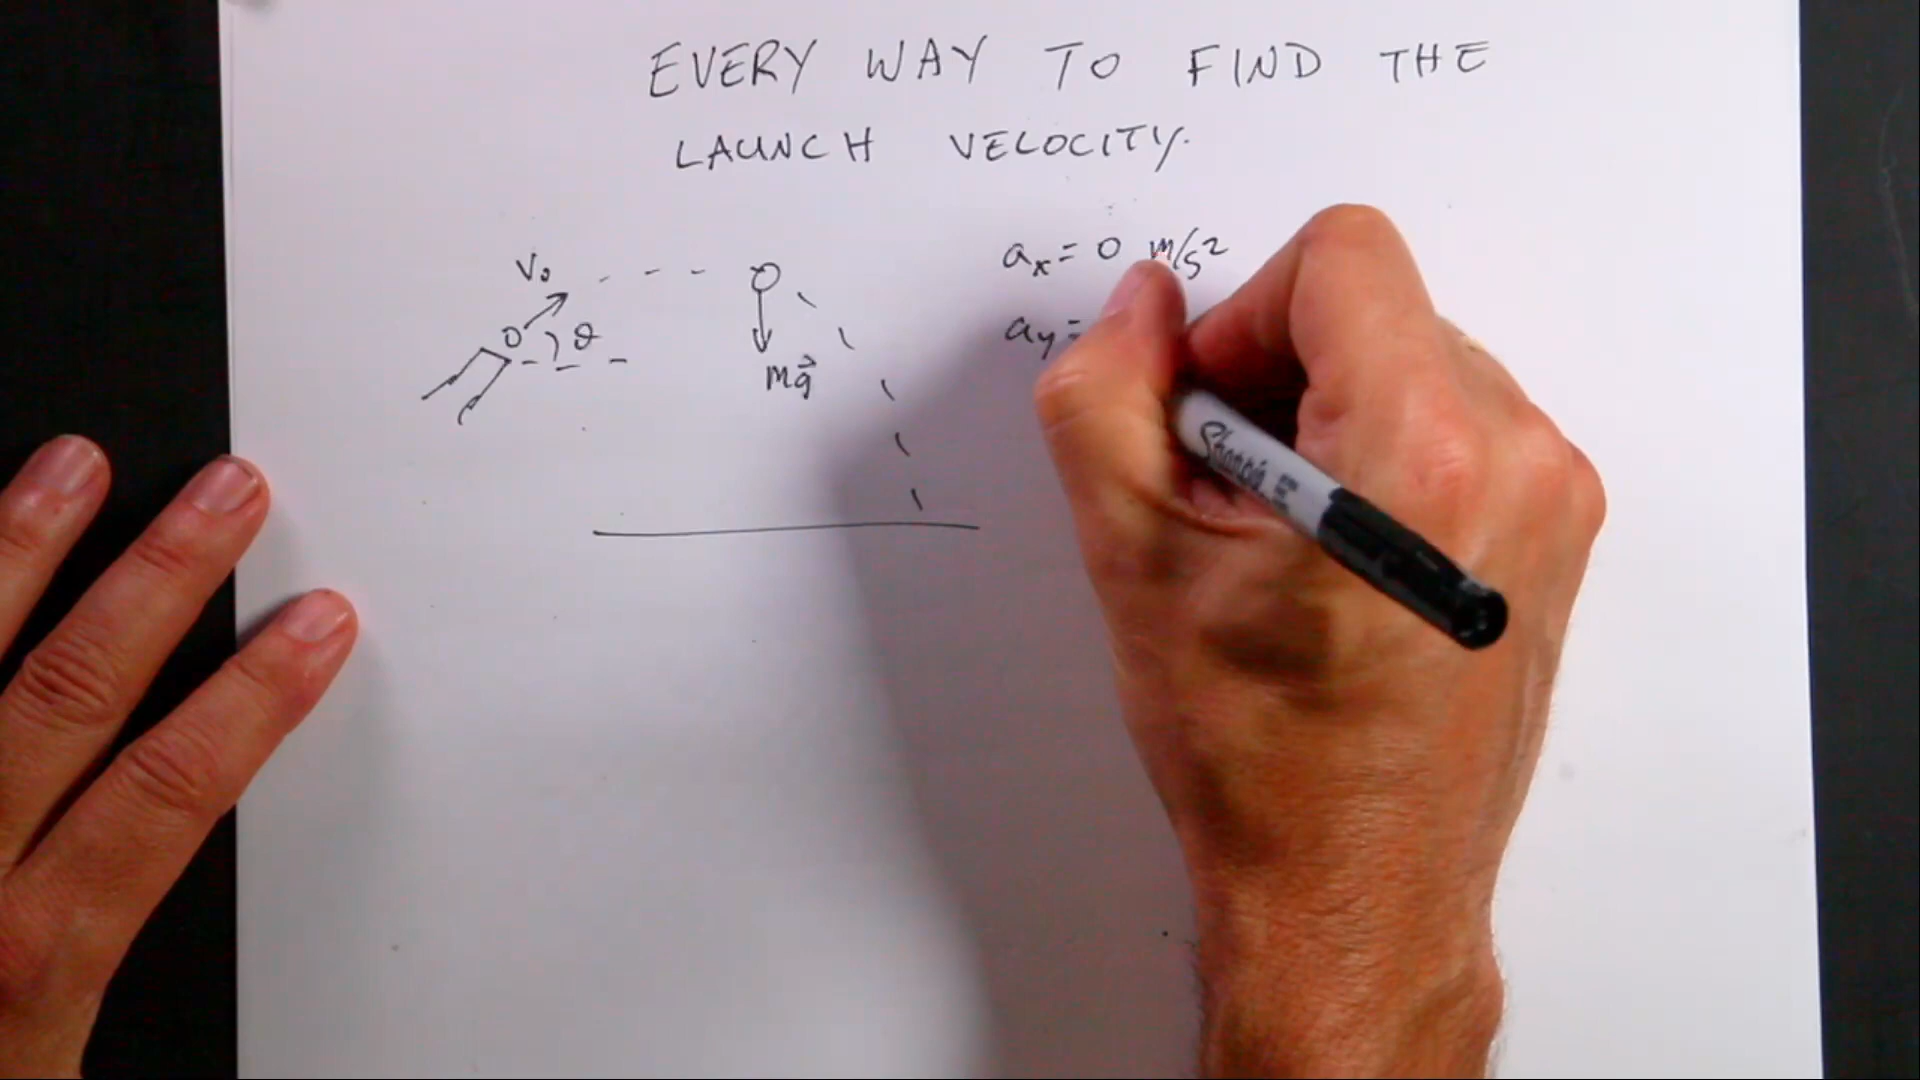 EVERY WAY TO FIND THE
LAUNCH VELOCITY.
V₀
θ
mg⃗
aₓ = 0 m/s²
a_y =
Sharpie